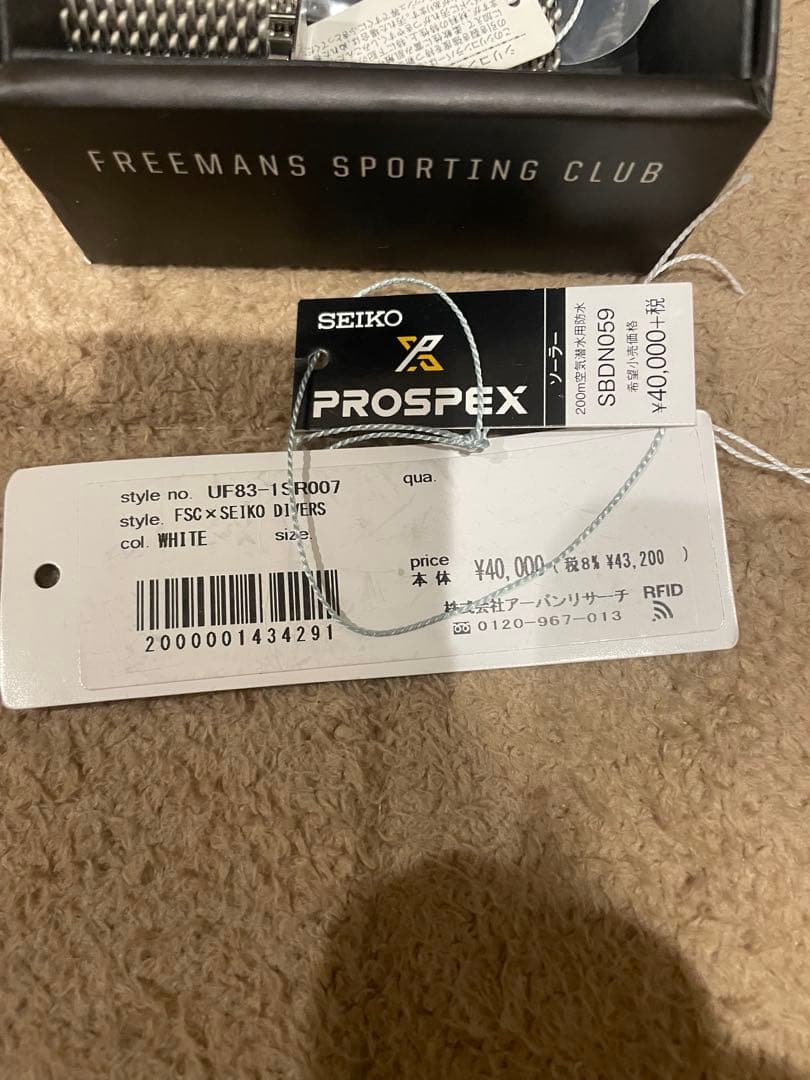 FREEMANS SPORTING CLUB
SEIKO
PROSPEX
ソーラー
200m空気潜水用防水
SBDN059
希望小売価格
¥40,000+税
style no. UF83-1SR007
qua.
style. FSC×SEIKO DIVERS
col. WHITE size.
price
本体 ¥40,000 (税8% ¥43,200 )
2000001434291
株式会社アーバンリサーチ
0120-967-013
RFID